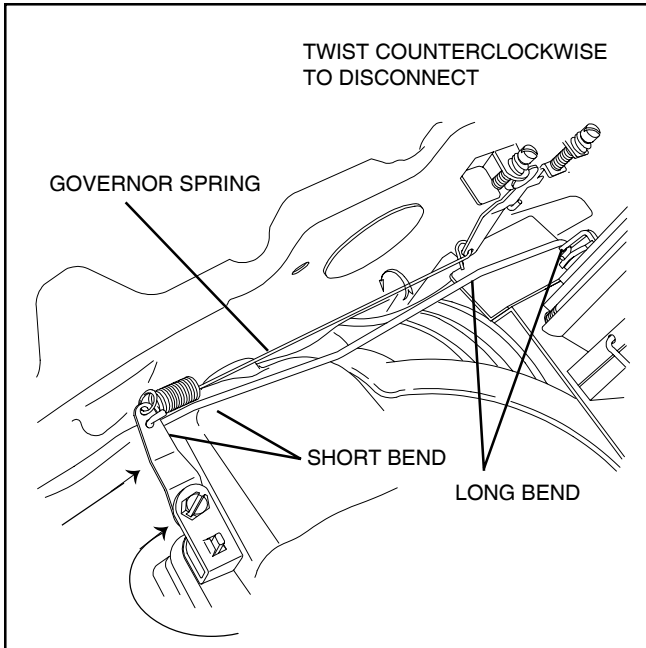 TWIST COUNTERCLOCKWISE
TO DISCONNECT
GOVERNOR SPRING
SHORT BEND
LONG BEND